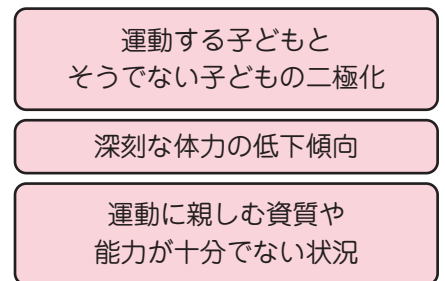 運動する子どもと
そうでない子どもの二極化
深刻な体力の低下傾向
運動に親しむ資質や
能力が十分でない状況